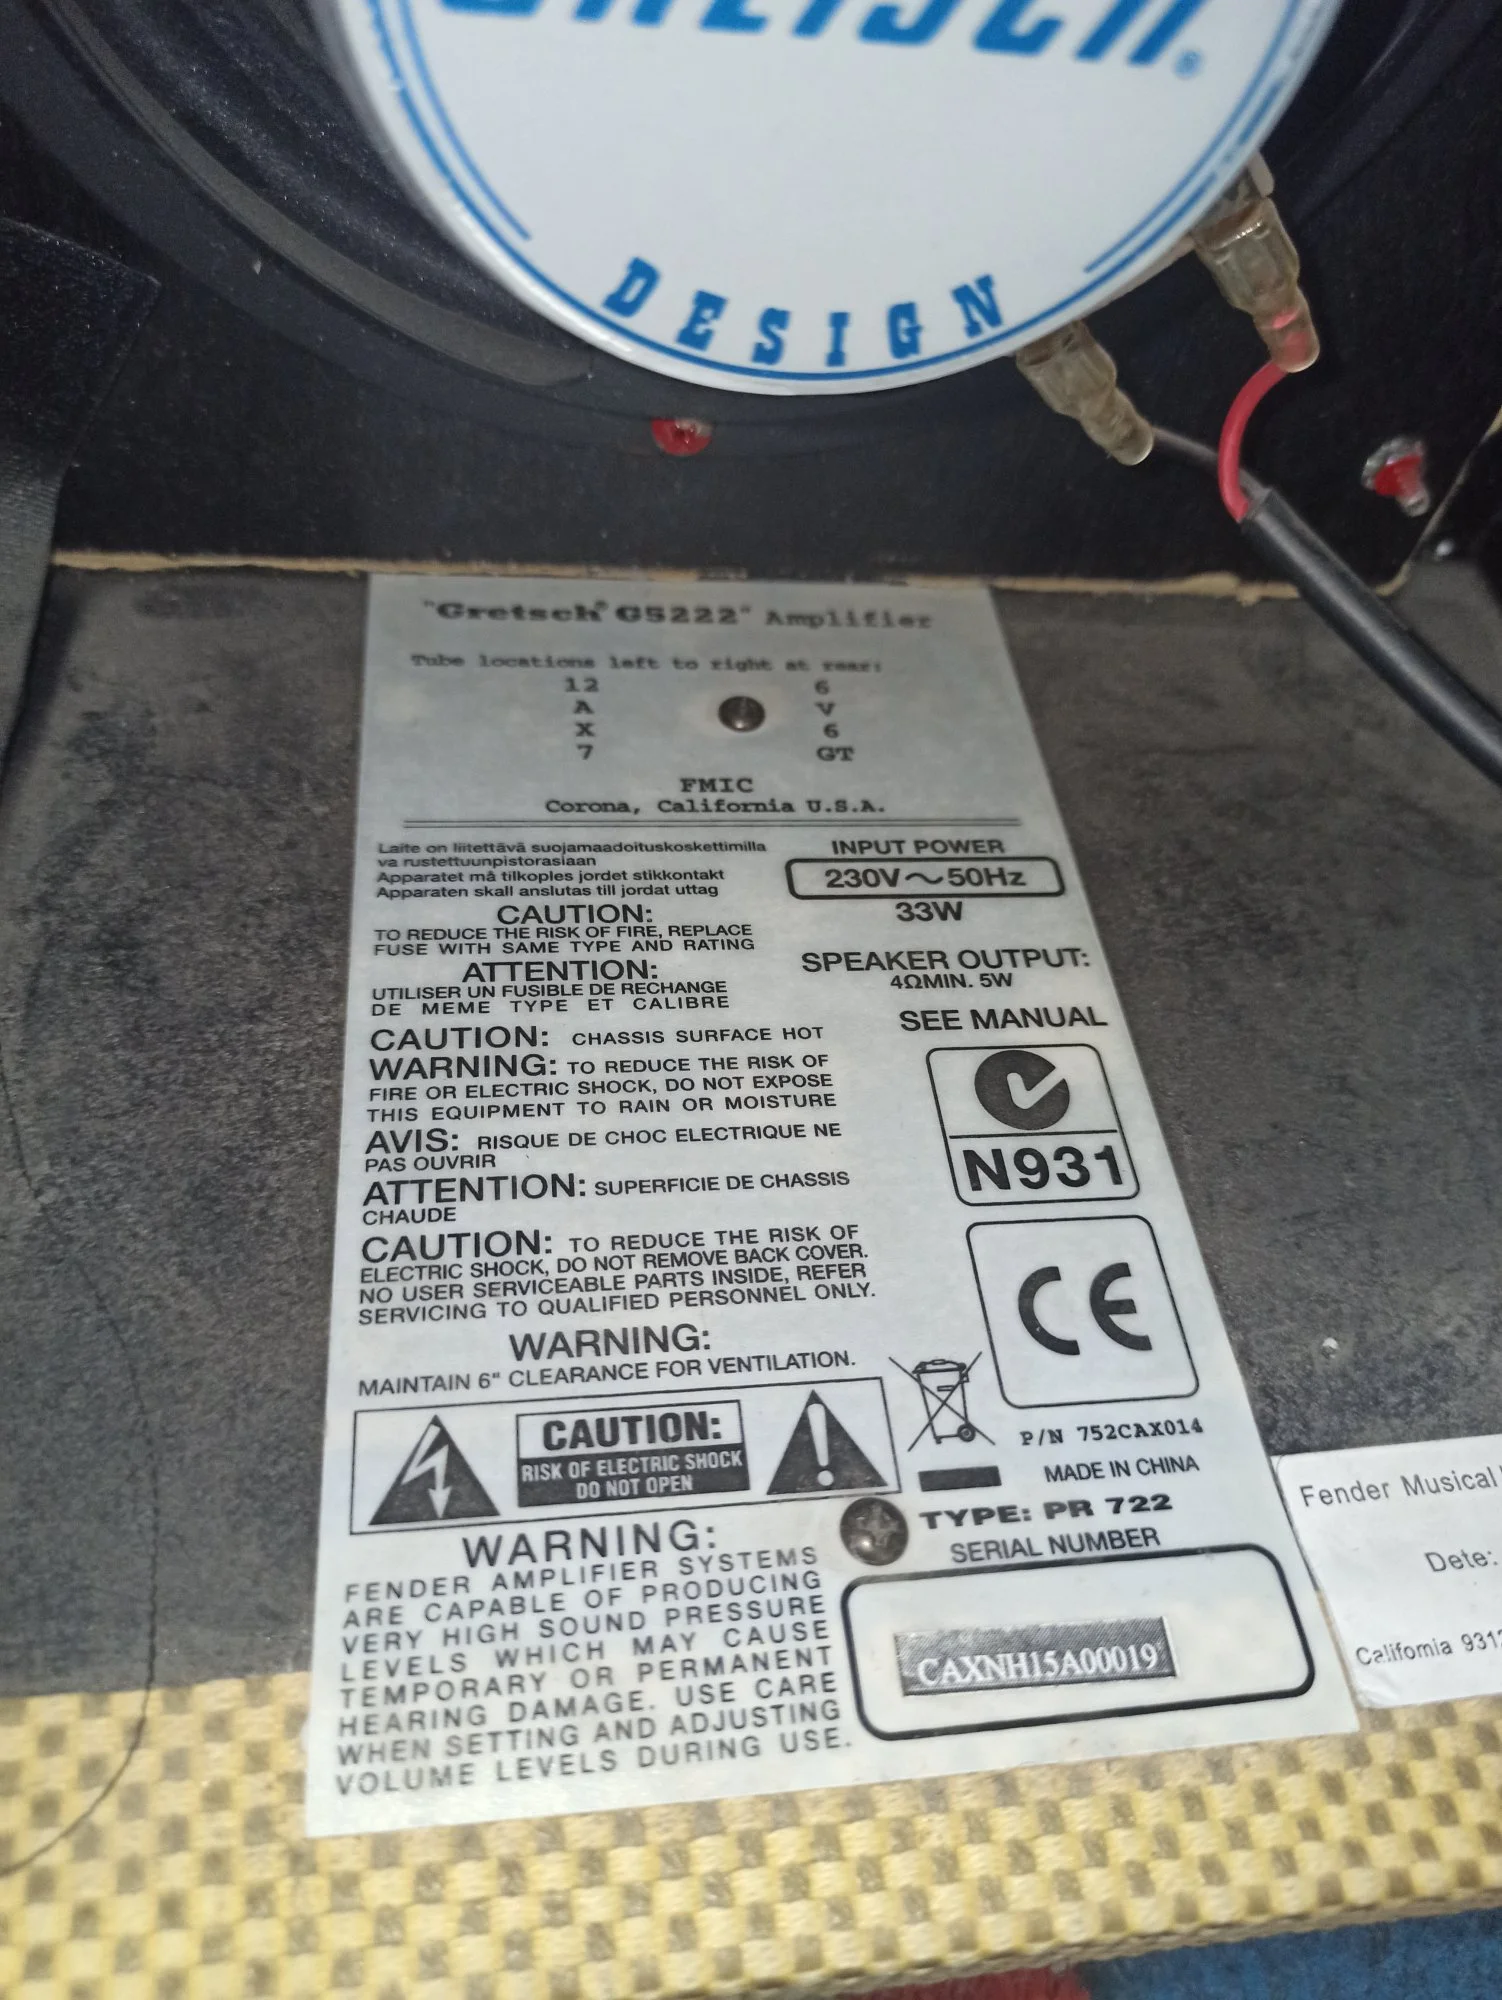 GRETSCH®
DESIGN
"Gretsch® G5222" Amplifier
Tube locations left to right at rear:
12 6
A V
X 6
7 GT
FMIC
Corona, California U.S.A.
Laite on liitettävä suojamaadoituskoskettimilla
va rustettuunpistorasiaan
Apparatet må tilkoples jordet stikkontakt
Apparaten skall anslutas till jordat uttag
INPUT POWER
230V～50Hz
33W
CAUTION:
TO REDUCE THE RISK OF FIRE, REPLACE
FUSE WITH SAME TYPE AND RATING
ATTENTION:
UTILISER UN FUSIBLE DE RECHANGE
DE MEME TYPE ET CALIBRE
SPEAKER OUTPUT:
4ΩMIN. 5W
SEE MANUAL
CAUTION: CHASSIS SURFACE HOT
WARNING: TO REDUCE THE RISK OF
FIRE OR ELECTRIC SHOCK, DO NOT EXPOSE
THIS EQUIPMENT TO RAIN OR MOISTURE
AVIS: RISQUE DE CHOC ELECTRIQUE NE
PAS OUVRIR
ATTENTION: SUPERFICIE DE CHASSIS
CHAUDE
N931
CAUTION: TO REDUCE THE RISK OF
ELECTRIC SHOCK, DO NOT REMOVE BACK COVER.
NO USER SERVICEABLE PARTS INSIDE, REFER
SERVICING TO QUALIFIED PERSONNEL ONLY.
CE
WARNING:
MAINTAIN 6" CLEARANCE FOR VENTILATION.
CAUTION:
RISK OF ELECTRIC SHOCK
DO NOT OPEN
P/N 752CAX014
MADE IN CHINA
TYPE: PR 722
SERIAL NUMBER
CAXNH15A00019
WARNING:
FENDER AMPLIFIER SYSTEMS
ARE CAPABLE OF PRODUCING
VERY HIGH SOUND PRESSURE
LEVELS WHICH MAY CAUSE
TEMPORARY OR PERMANENT
HEARING DAMAGE. USE CARE
WHEN SETTING AND ADJUSTING
VOLUME LEVELS DURING USE.
Fender Musical
Dete:
California